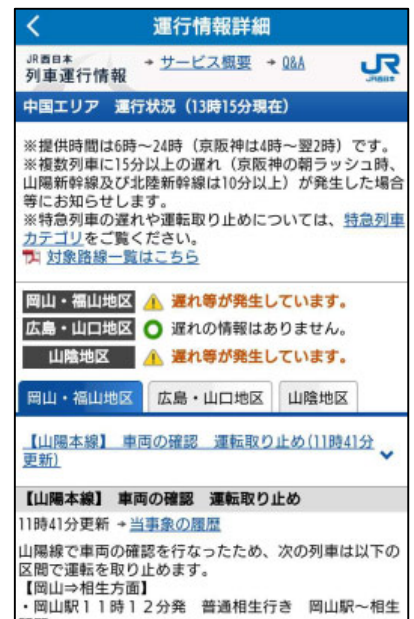 運行情報詳細
JR西日本
列車運行情報
→ サービス概要 → Q&A
JR
JR西日本
中国エリア 運行状況（13時15分現在）
※提供時間は6時～24時（京阪神は4時～翌2時）です。
※複数列車に15分以上の遅れ（京阪神の朝ラッシュ時、
山陽新幹線及び北陸新幹線は10分以上）が発生した場合
等にお知らせします。
※特急列車の遅れや運転取り止めについては、特急列車
カテゴリをご覧ください。
対象路線一覧はこちら
岡山・福山地区 遅れ等が発生しています。
広島・山口地区 遅れの情報はありません。
山陰地区 遅れ等が発生しています。
岡山・福山地区 広島・山口地区 山陰地区
【山陽本線】 車両の確認 運転取り止め(11時41分
更新)
【山陽本線】 車両の確認 運転取り止め
11時41分更新 → 当事象の履歴
山陽線で車両の確認を行なったため、次の列車は以下の
区間で運転を取り止めます。
【岡山⇒相生方面】
・岡山駅１１時１２分発 普通相生行き 岡山駅～相生